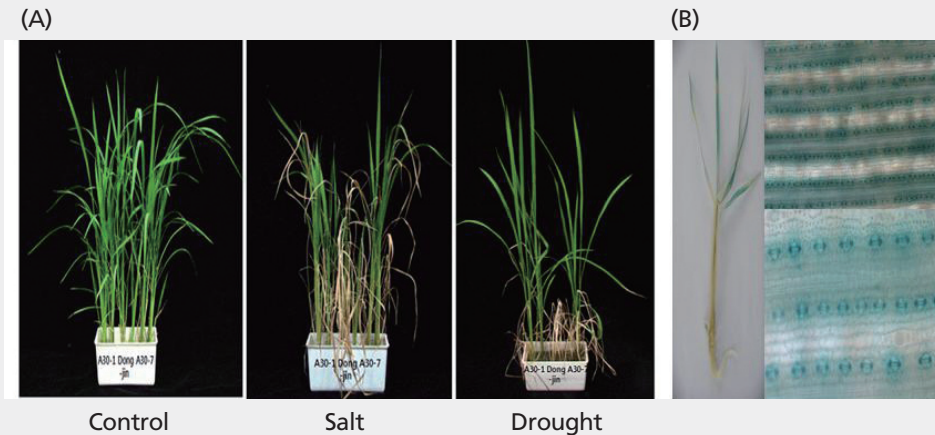 (A)
(B)
A30-1 Dong A30-7
-jin
A30-1 Dong A30-7
-jin
A30-1 Dong A30-7
-jin
Control
Salt
Drought